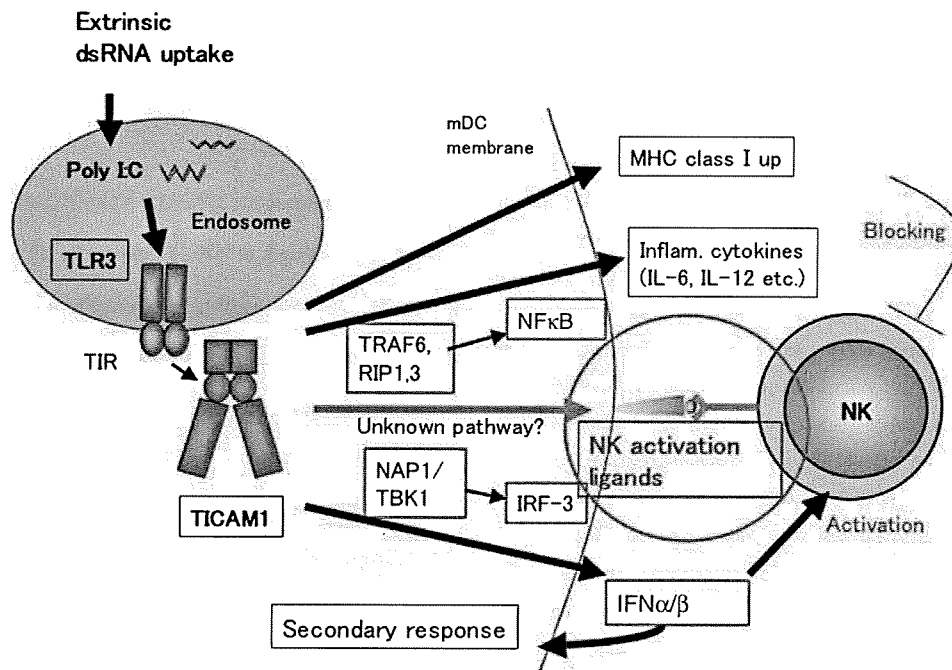 Extrinsic
dsRNA uptake
mDC
membrane
MHC class I up
Poly I:C
Endosome
Blocking
TLR3
Inflam. cytokines
(IL-6, IL-12 etc.)
NFκB
TRAF6,
RIP1,3
TIR
NK
Unknown pathway?
NK activation
ligands
NAP1/
TBK1
IRF-3
TICAM1
Activation
IFNα/β
Secondary response